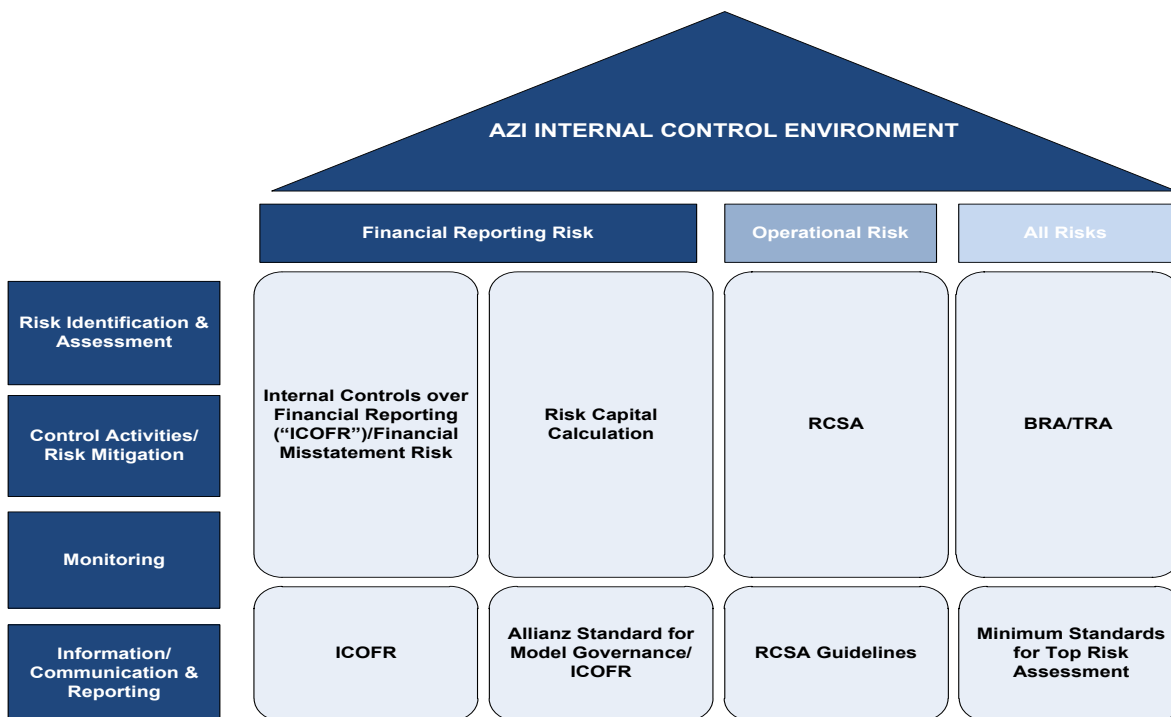 AZI INTERNAL CONTROL ENVIRONMENT
Financial Reporting Risk
Operational Risk
All Risks
Risk Identification &
Assessment
Control Activities/
Risk Mitigation
Monitoring
Information/
Communication &
Reporting
Internal Controls over
Financial Reporting
(“ICOFR”)/Financial
Misstatement Risk
Risk Capital
Calculation
RCSA
BRA/TRA
ICOFR
Allianz Standard for
Model Governance/
ICOFR
RCSA Guidelines
Minimum Standards
for Top Risk
Assessment